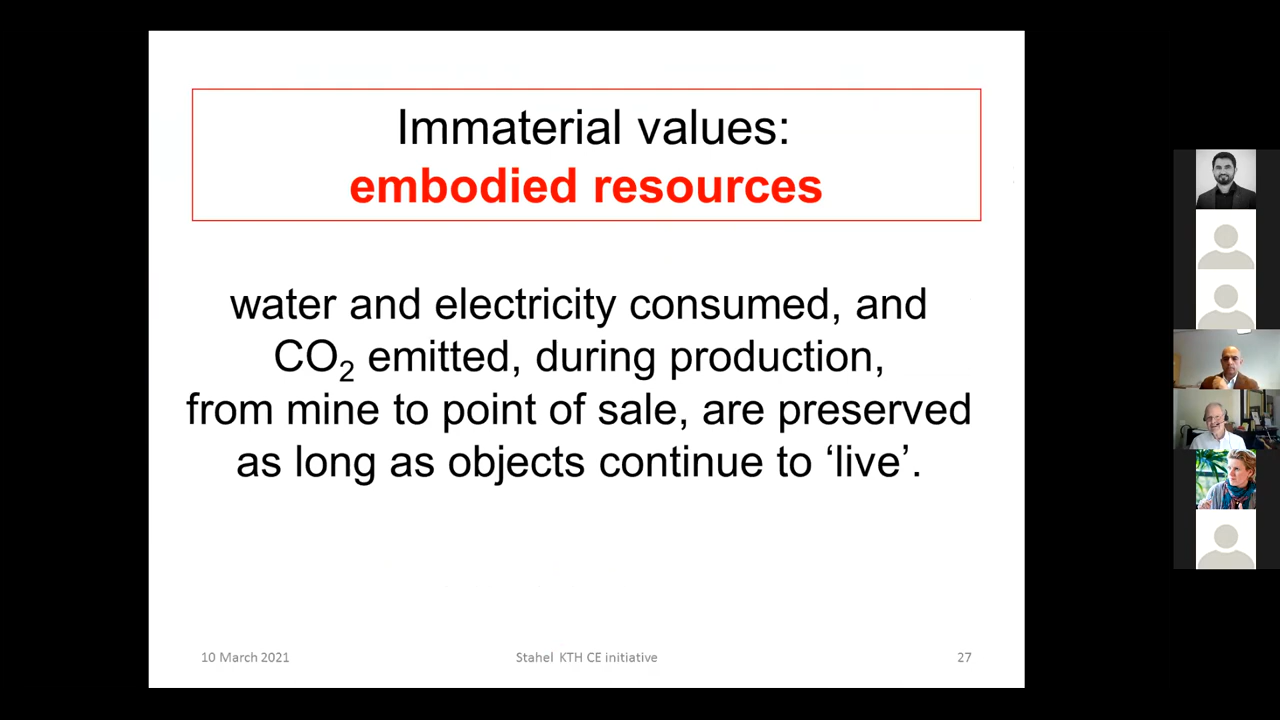 Immaterial values:
embodied resources
water and electricity consumed, and
CO₂ emitted, during production,
from mine to point of sale, are preserved
as long as objects continue to ‘live’.
10 March 2021
Stahel KTH CE initiative
27